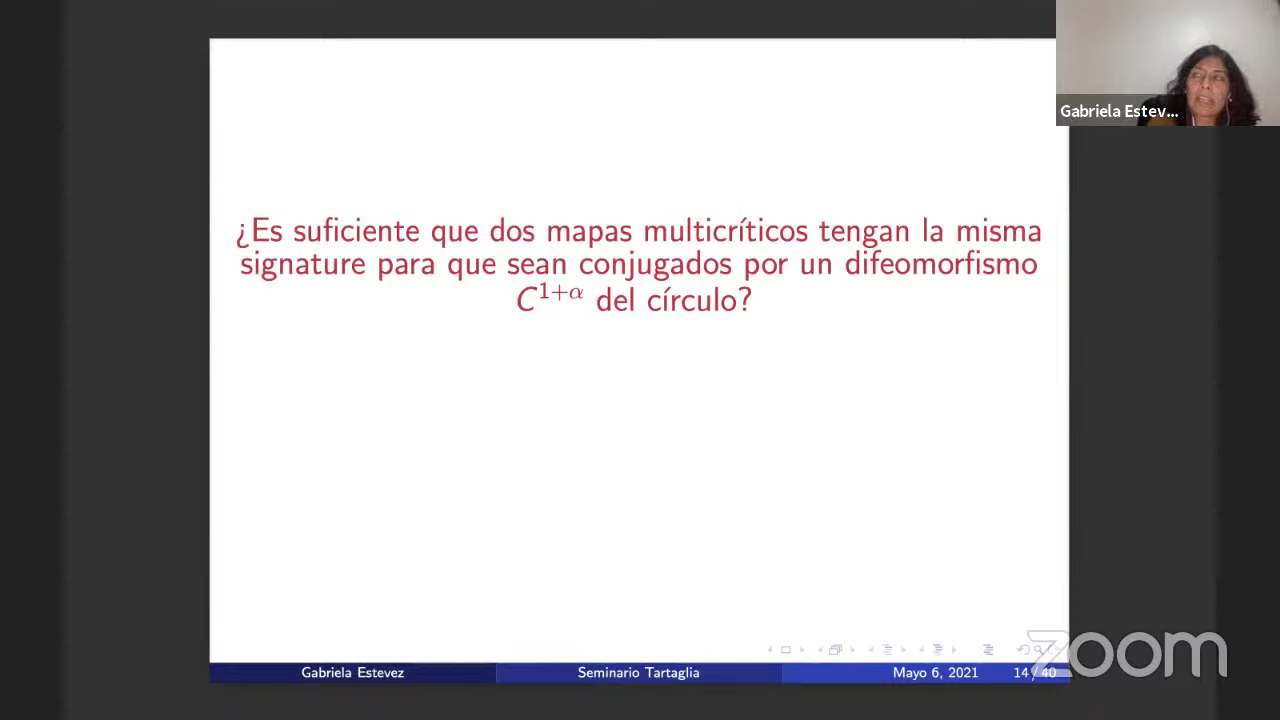 Gabriela Estev...
¿Es suficiente que dos mapas multicríticos tengan la misma
signature para que sean conjugados por un difeomorfismo
C^{1+α} del círculo?
Gabriela Estevez
Seminario Tartaglia
Mayo 6, 2021
14 / 40
zoom